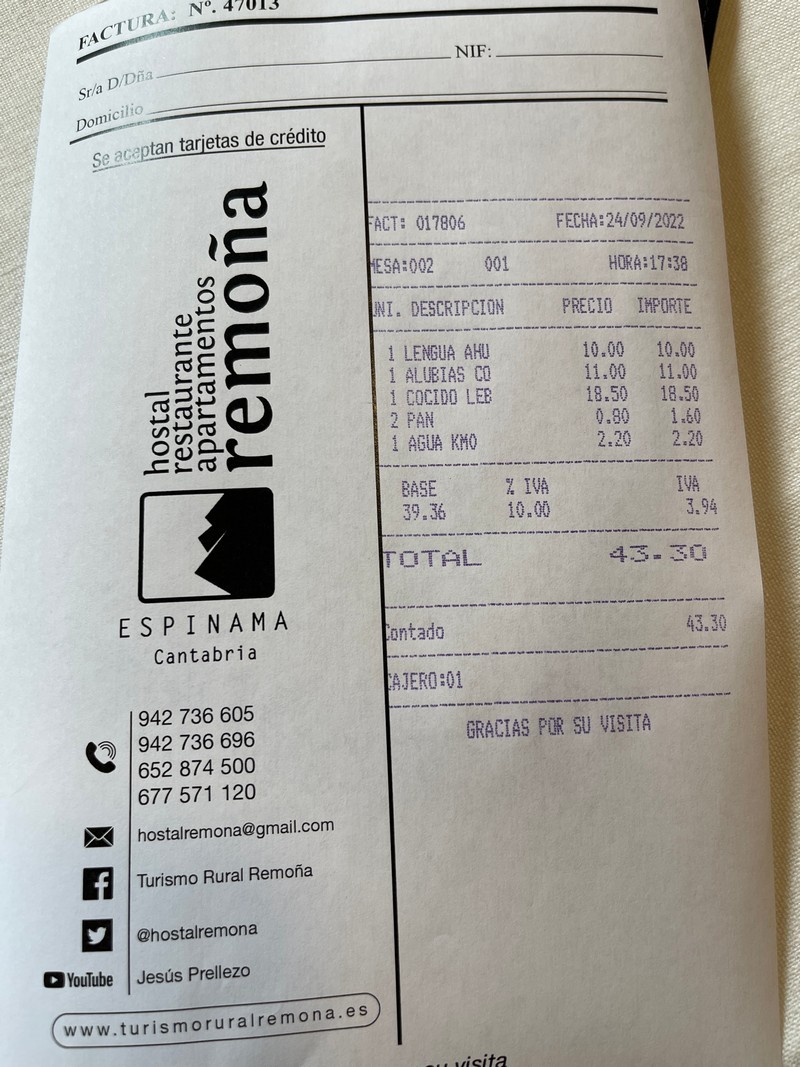 FACTURA: Nº. 47013
Sr/a D/Dña NIF:
Domicilio
Se aceptan tarjetas de crédito
hostal
restaurante
apartamentos
remoña
ESPINAMA
Cantabria
942 736 605
942 736 696
652 874 500
677 571 120
hostalremona@gmail.com
Turismo Rural Remoña
@hostalremona
YouTube Jesús Prellezo
www.turismoruralremona.es
FACT: 017806 FECHA:24/09/2022
MESA:002 001 HORA:17:38
UNI. DESCRIPCION PRECIO IMPORTE
1 LENGUA AHU 10.00 10.00
1 ALUBIAS CO 11.00 11.00
1 COCIDO LEB 18.50 18.50
2 PAN 0.80 1.60
1 AGUA KMO 2.20 2.20
BASE % IVA IVA
39.36 10.00 3.94
TOTAL 43.30
Contado 43.30
CAJERO:01
GRACIAS POR SU VISITA
su visita